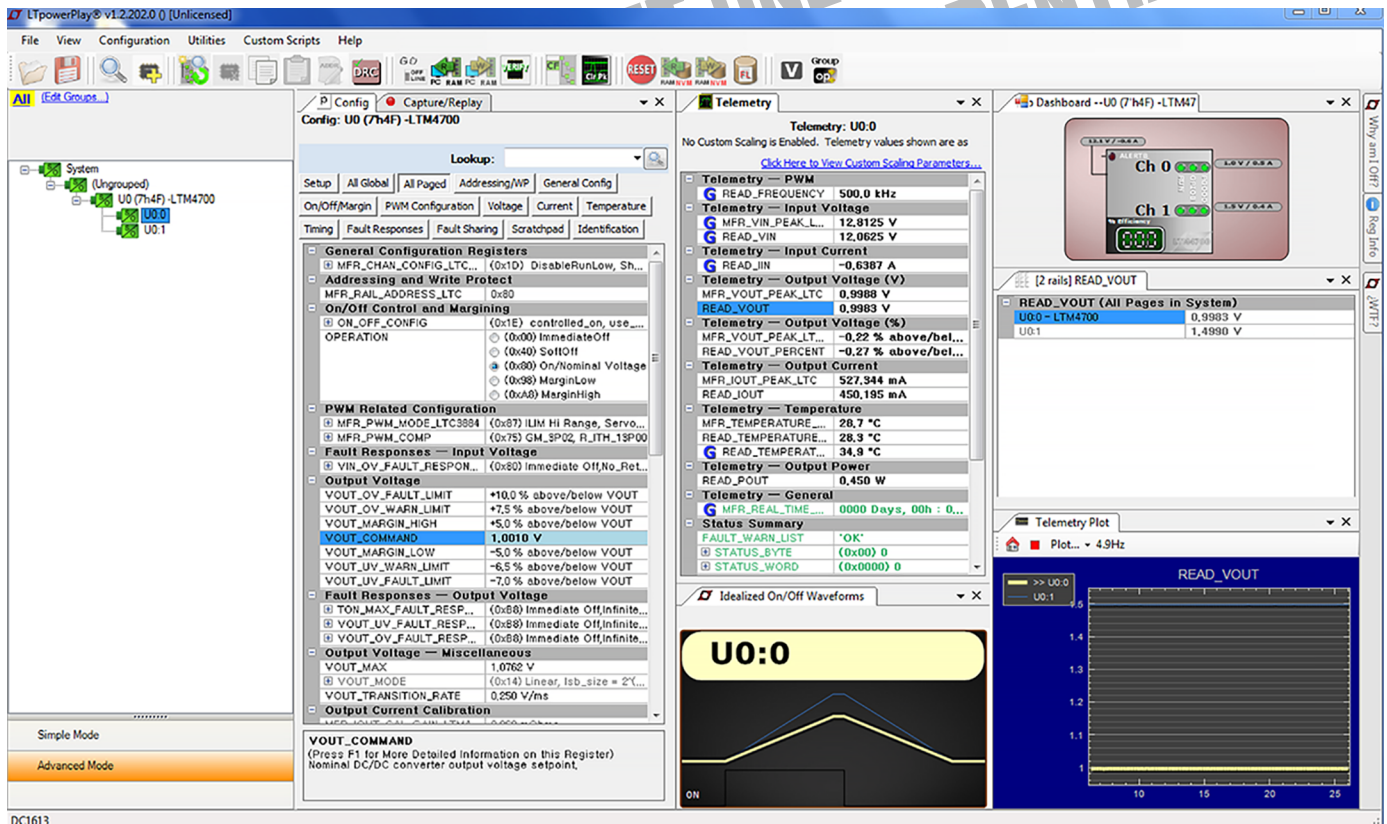 LTpowerPlay® v1.2.202.0 () [Unlicensed]
File View Configuration Utilities Custom Scripts Help
All (Edit Groups...)
System
(Ungrouped)
U0 (7h4F) -LTM4700
U0:0
U0:1
Simple Mode
Advanced Mode
DC1613
Config Capture/Replay
Config: U0 (7'h4F) -LTM4700
Lookup:
Setup All Global All Paged Addressing/WP General Config
On/Off/Margin PWM Configuration Voltage Current Temperature
Timing Fault Responses Fault Sharing Scratchpad Identification
General Configuration Registers
MFR_CHAN_CONFIG_LTC... (0x1D) DisableRunLow, Sh...
Addressing and Write Protect
MFR_RAIL_ADDRESS_LTC 0x80
On/Off Control and Margining
ON_OFF_CONFIG (0x1E) controlled_on, use_...
OPERATION (0x00) ImmediateOff
(0x40) SoftOff
(0x80) On/Nominal Voltage
(0x98) MarginLow
(0xA8) MarginHigh
PWM Related Configuration
MFR_PWM_MODE_LTC3884 (0x87) ILIM Hi Range, Servo...
MFR_PWM_COMP (0x75) GM_3P02, R_ITH_13P00
Fault Responses — Input Voltage
VIN_OV_FAULT_RESPON... (0x80) Immediate Off,No_Ret...
Output Voltage
VOUT_OV_FAULT_LIMIT +10,0 % above/below VOUT
VOUT_OV_WARN_LIMIT +7,5 % above/below VOUT
VOUT_MARGIN_HIGH +5,0 % above/below VOUT
VOUT_COMMAND 1,0010 V
VOUT_MARGIN_LOW -5,0 % above/below VOUT
VOUT_UV_WARN_LIMIT -6,5 % above/below VOUT
VOUT_UV_FAULT_LIMIT -7,0 % above/below VOUT
Fault Responses — Output Voltage
TON_MAX_FAULT_RESP... (0xB8) Immediate Off,Infinite...
VOUT_UV_FAULT_RESP... (0xB8) Immediate Off,Infinite...
VOUT_OV_FAULT_RESP... (0xB8) Immediate Off,Infinite...
Output Voltage — Miscellaneous
VOUT_MAX 1,0762 V
VOUT_MODE (0x14) Linear, lsb_size = 2^(...
VOUT_TRANSITION_RATE 0,250 V/ms
Output Current Calibration
VOUT_COMMAND
(Press F1 for More Detailed Information on this Register)
Nominal DC/DC converter output voltage setpoint,
Telemetry
Telemetry: U0:0
No Custom Scaling is Enabled. Telemetry values shown are as
Click Here to View Custom Scaling Parameters...
Telemetry — PWM
G READ_FREQUENCY 500,0 kHz
Telemetry — Input Voltage
G MFR_VIN_PEAK_L... 12,8125 V
G READ_VIN 12,0625 V
Telemetry — Input Current
G READ_IIN -0,6387 A
Telemetry — Output Voltage (V)
MFR_VOUT_PEAK_LTC 0,9988 V
READ_VOUT 0,9983 V
Telemetry — Output Voltage (%)
MFR_VOUT_PEAK_LT... -0,22 % above/bel...
READ_VOUT_PERCENT -0,27 % above/bel...
Telemetry — Output Current
MFR_IOUT_PEAK_LTC 527,344 mA
READ_IOUT 450,195 mA
Telemetry — Temperature
MFR_TEMPERATURE_... 28,7 °C
READ_TEMPERATURE... 28,3 °C
G READ_TEMPERAT... 34,9 °C
Telemetry — Output Power
READ_POUT 0,450 W
Telemetry — General
G MFR_REAL_TIME_... 0000 Days, 00h : 0...
Status Summary
FAULT_WARN_LIST 'OK'
STATUS_BYTE (0x00) 0
STATUS_WORD (0x0000) 0
Idealized On/Off Waveforms
U0:0
ON
Dashboard --U0 (7'h4F) -LTM47
ALERTB
Ch 0
1.0 V / 0.5 A
Ch 1
1.5 V / 0.4 A
% Efficiency
000
LTM4700
[2 rails] READ_VOUT
READ_VOUT (All Pages in System)
U0:0 - LTM4700 0,9983 V
U0:1 1,4990 V
Telemetry Plot
Plot... 4.9Hz
READ_VOUT
>> U0:0
U0:1
1.5
1.4
1.3
1.2
1.1
1
10 15 20 25
Why am I Off?
Reg Info
¿WTF?